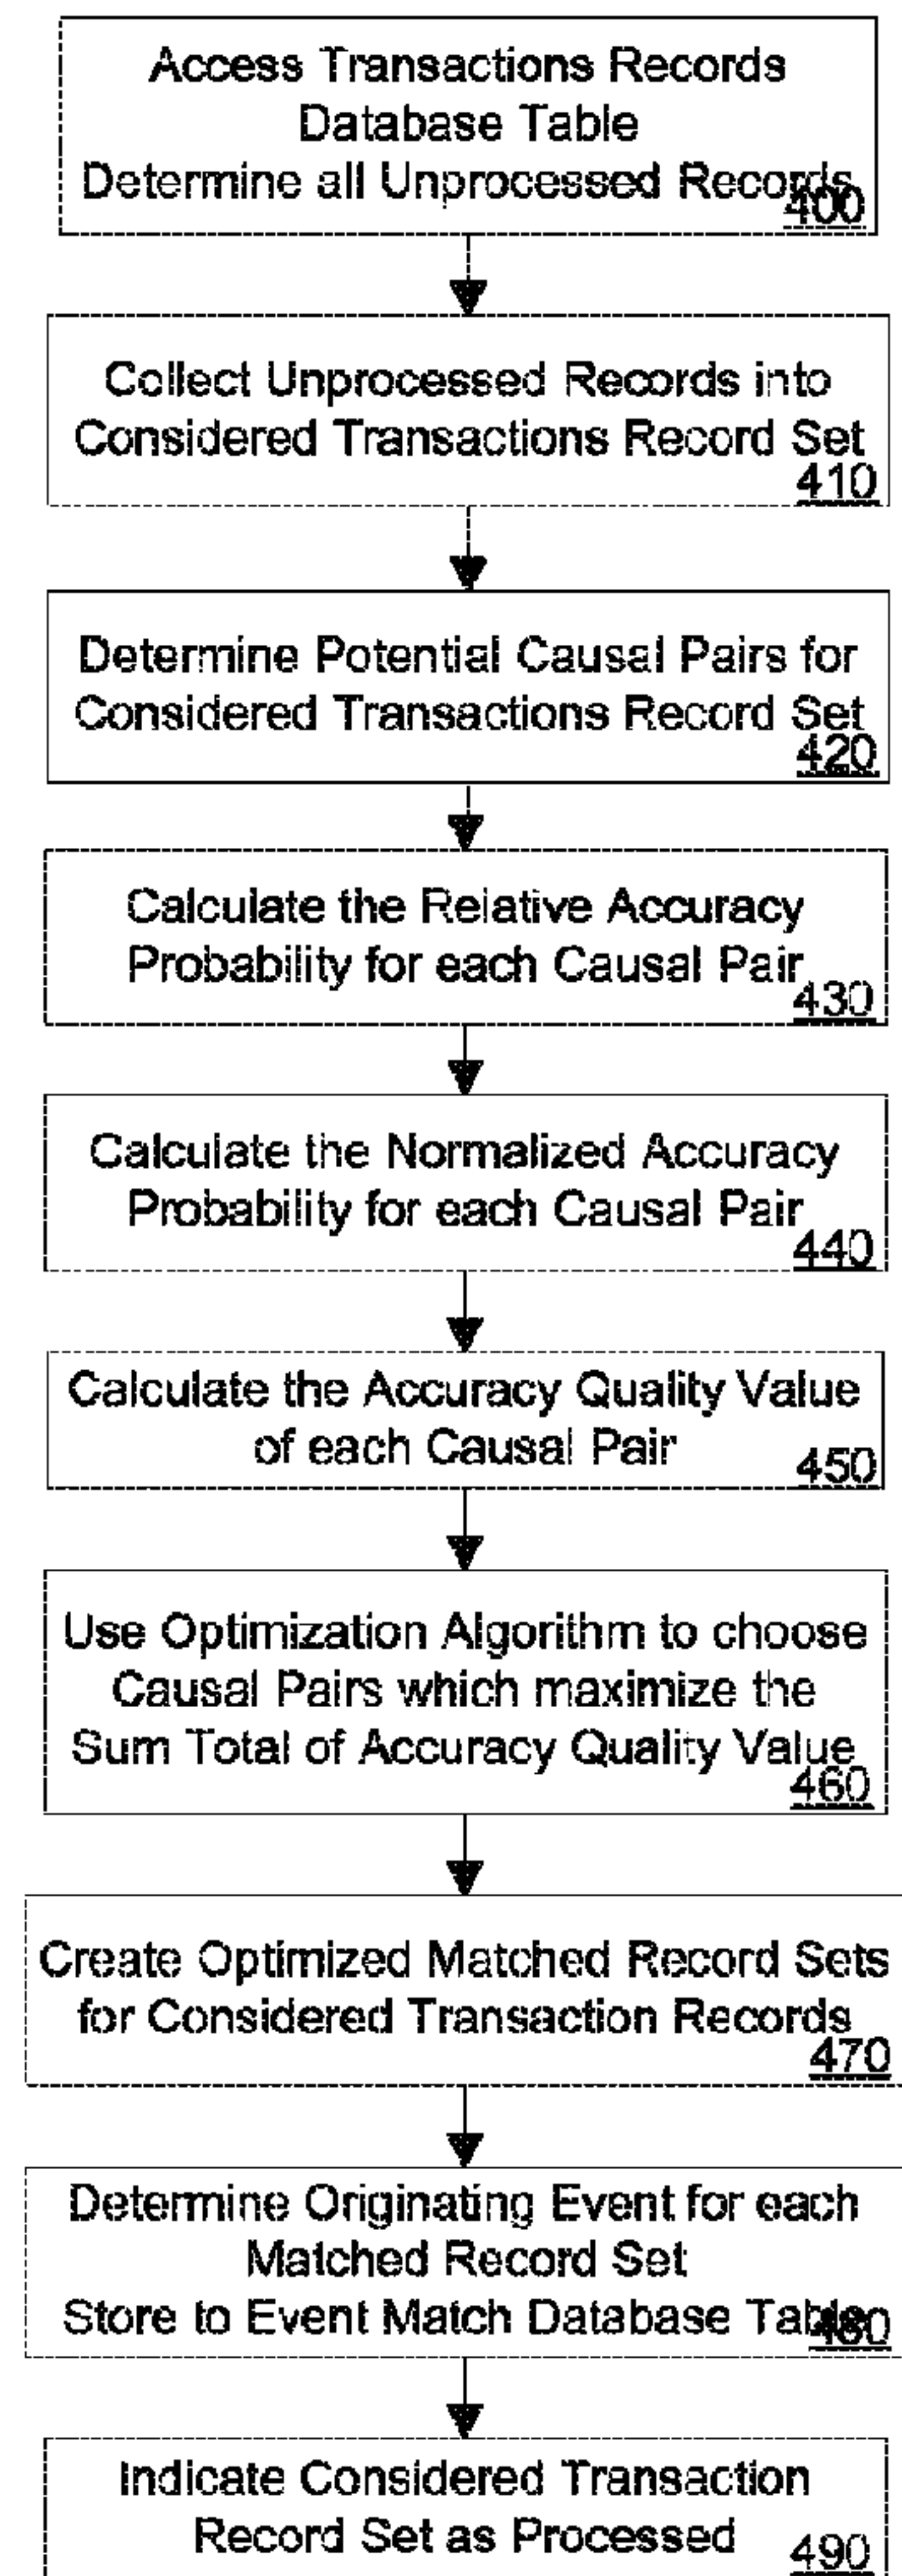 Access Transactions Records
Database Table
Determine all Unprocessed Records
400
Collect Unprocessed Records into
Considered Transactions Record Set
410
Determine Potential Causal Pairs for
Considered Transactions Record Set
420
Calculate the Relative Accuracy
Probability for each Causal Pair
430
Calculate the Normalized Accuracy
Probability for each Causal Pair
440
Calculate the Accuracy Quality Value
of each Causal Pair
450
Use Optimization Algorithm to choose
Causal Pairs which maximize the
Sum Total of Accuracy Quality Value
460
Create Optimized Matched Record Sets
for Considered Transaction Records
470
Determine Originating Event for each
Matched Record Set
Store to Event Match Database Table
480
Indicate Considered Transaction
Record Set as Processed
490